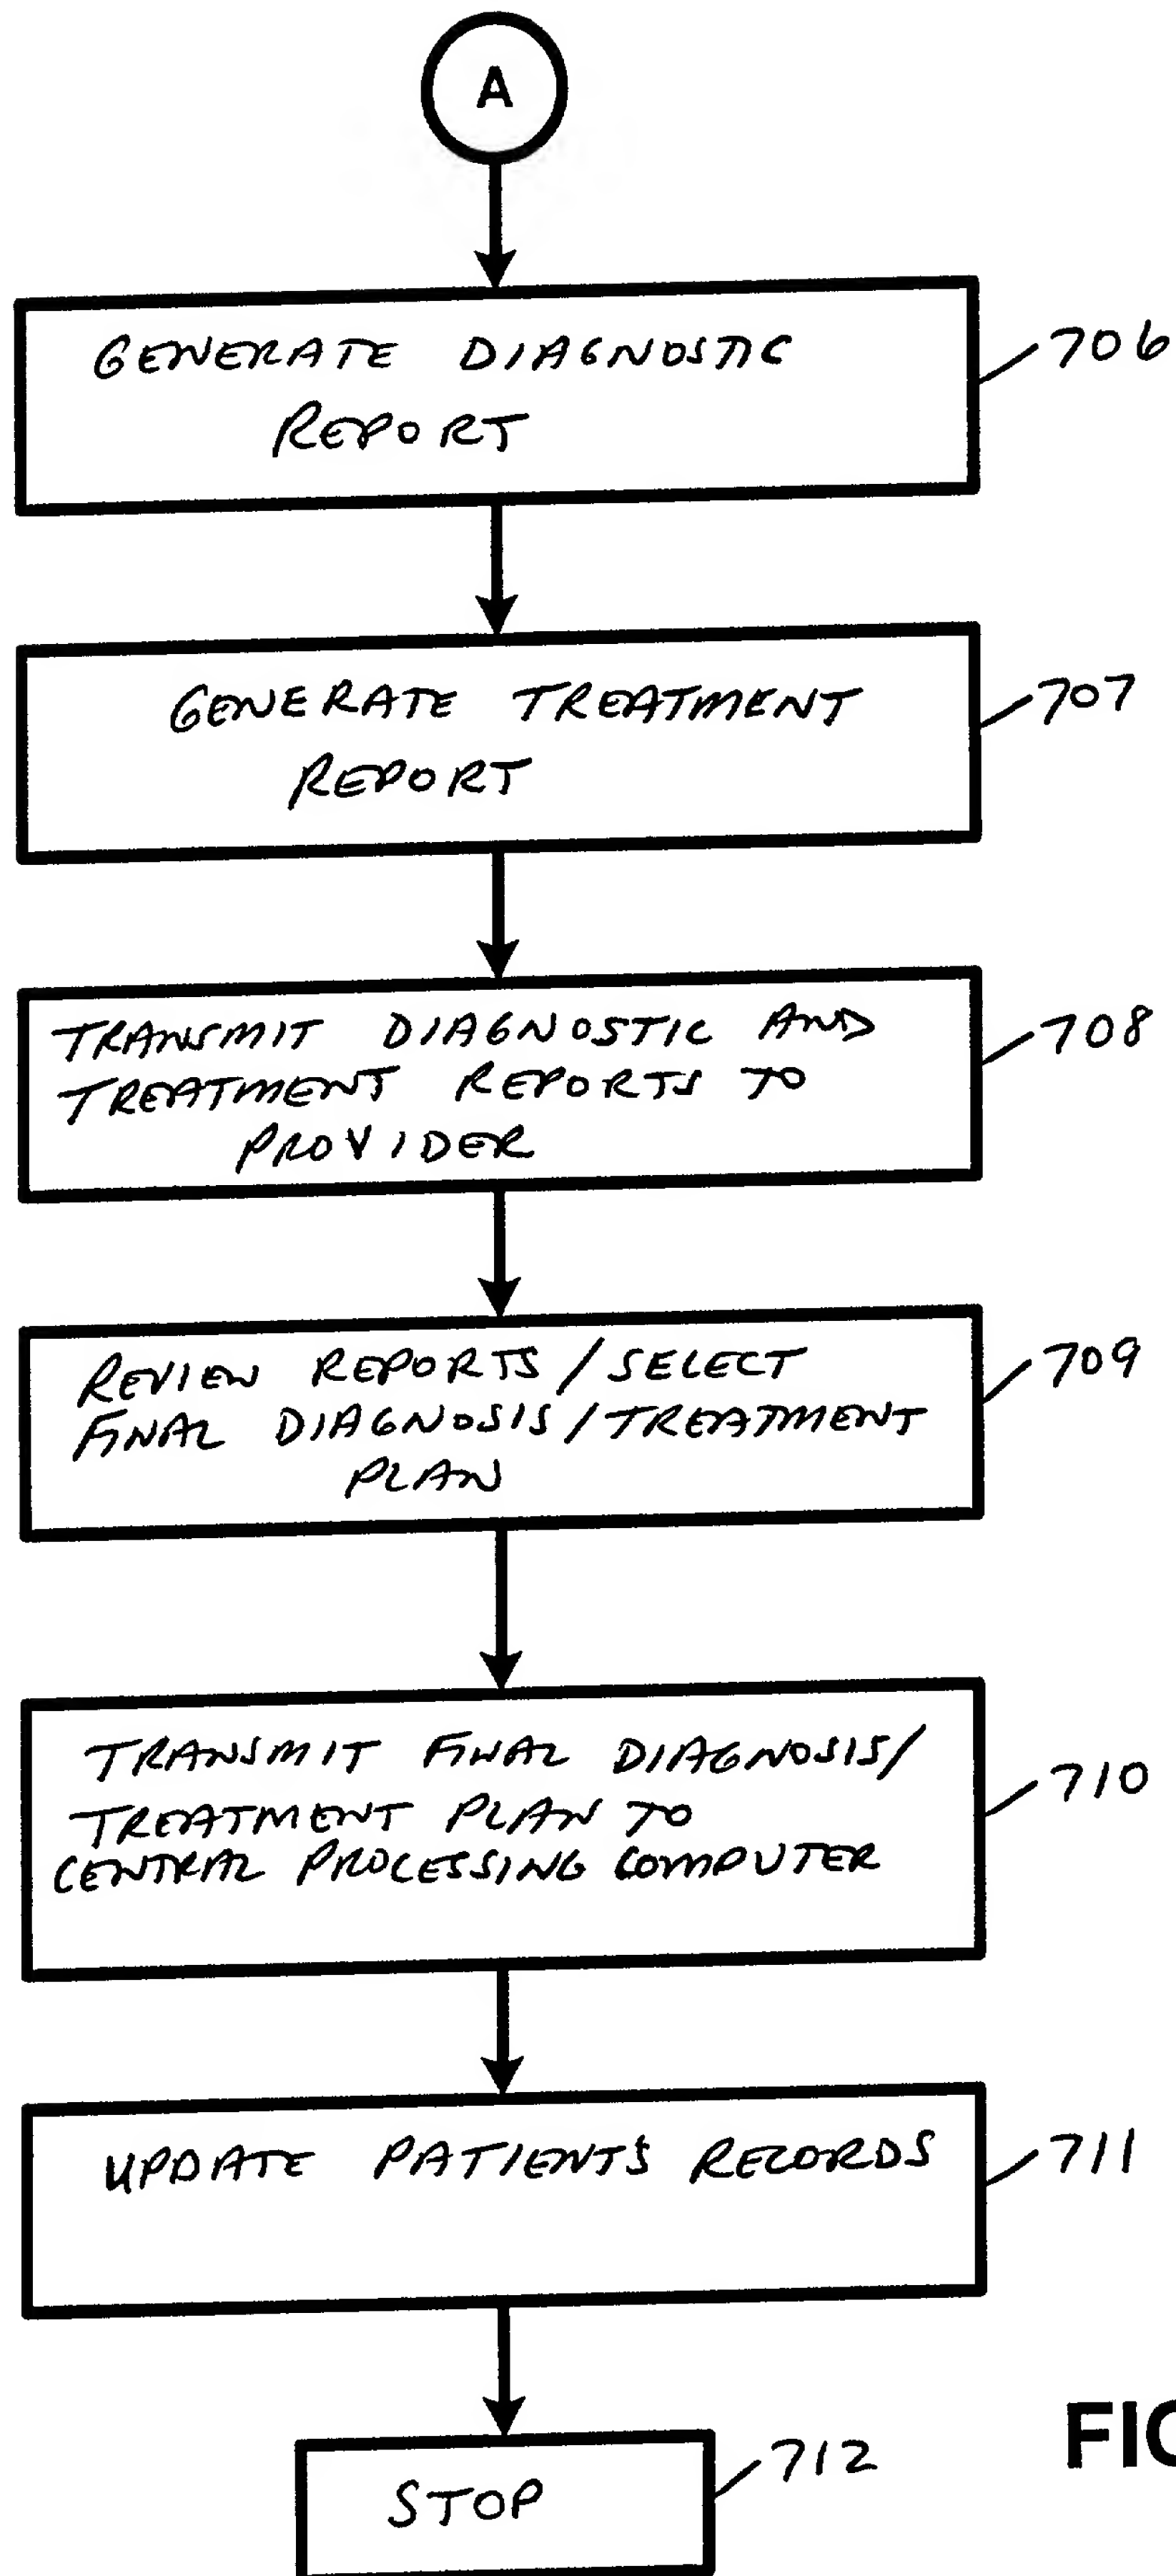 A
GENERATE DIAGNOSTIC
REPORT
706
GENERATE TREATMENT
REPORT
707
TRANSMIT DIAGNOSTIC AND
TREATMENT REPORTS TO
PROVIDER
708
REVIEW REPORTS / SELECT
FINAL DIAGNOSIS / TREATMENT
PLAN
709
TRANSMIT FINAL DIAGNOSIS/
TREATMENT PLAN TO
CENTRAL PROCESSING COMPUTER
710
UPDATE PATIENT'S RECORDS
711
STOP
712